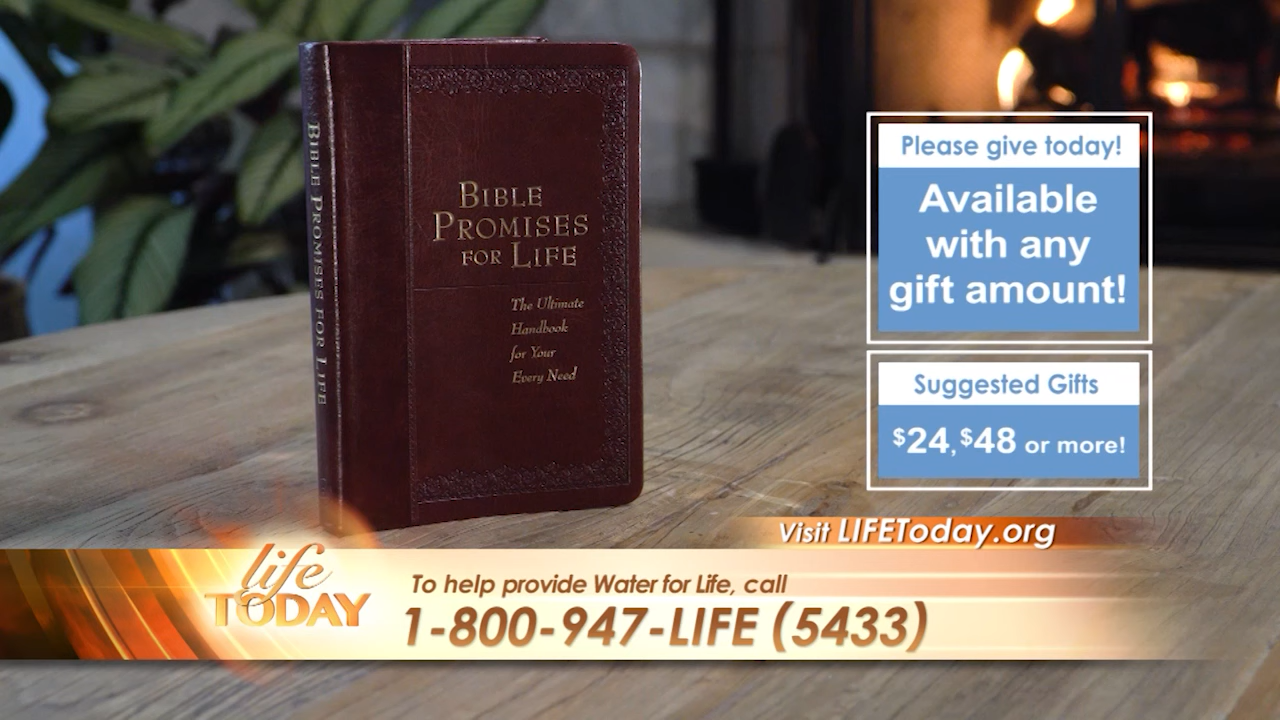 BIBLE PROMISES FOR LIFE
BIBLE
PROMISES
FOR LIFE
The Ultimate
Handbook
for Your
Every Need
Please give today!
Available
with any
gift amount!
Suggested Gifts
$24, $48 or more!
Visit LIFEToday.org
life
TODAY
To help provide Water for Life, call
1-800-947-LIFE (5433)